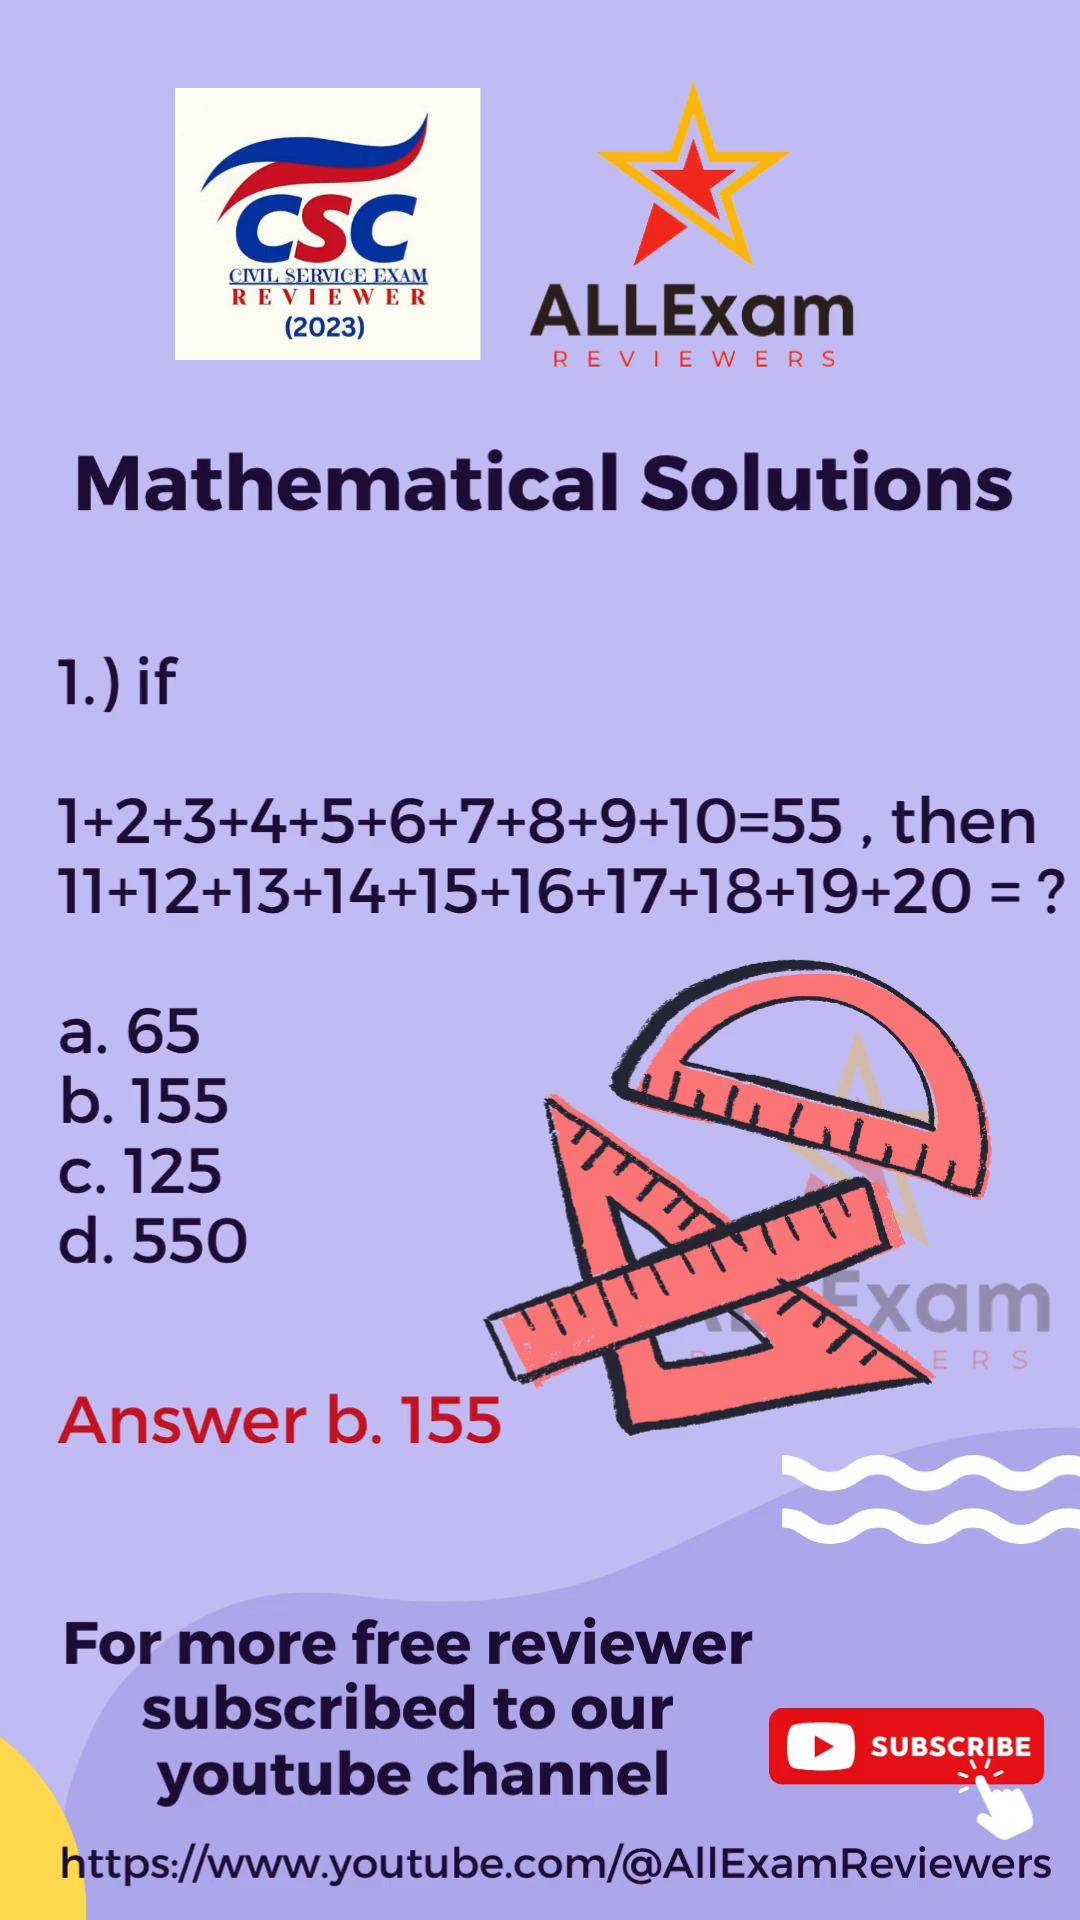 CSC
CIVIL SERVICE EXAM
REVIEWER
(2023)
ALLExam
REVIEWERS
Mathematical Solutions
1.) if
1+2+3+4+5+6+7+8+9+10=55 , then
11+12+13+14+15+16+17+18+19+20 = ?
a. 65
b. 155
c. 125
d. 550
Exam
ERS
Answer b. 155
For more free reviewer
subscribed to our
youtube channel
SUBSCRIBE
https://www.youtube.com/@AllExamReviewers